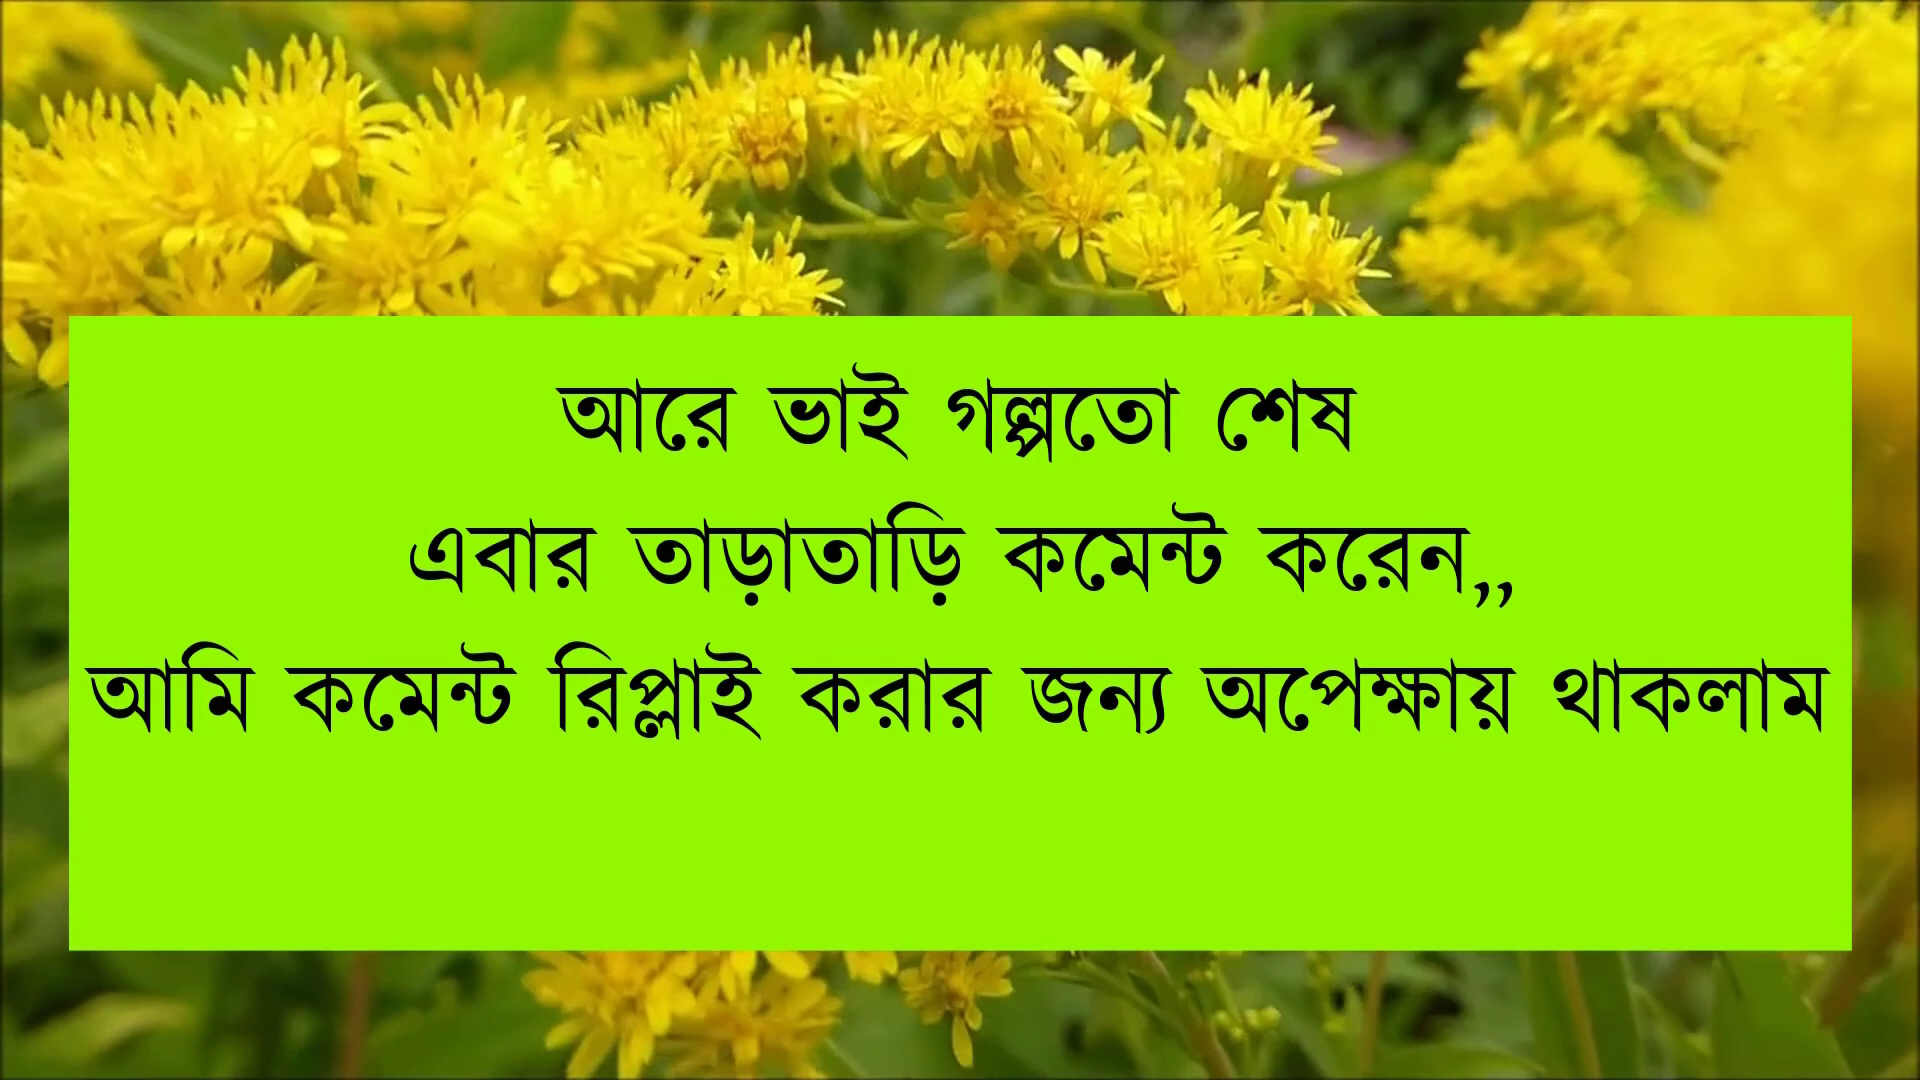 আরে ভাই গল্পতো শেষ
এবার তাড়াতাড়ি কমেন্ট করেন,,
আমি কমেন্ট রিপ্লাই করার জন্য অপেক্ষায় থাকলাম